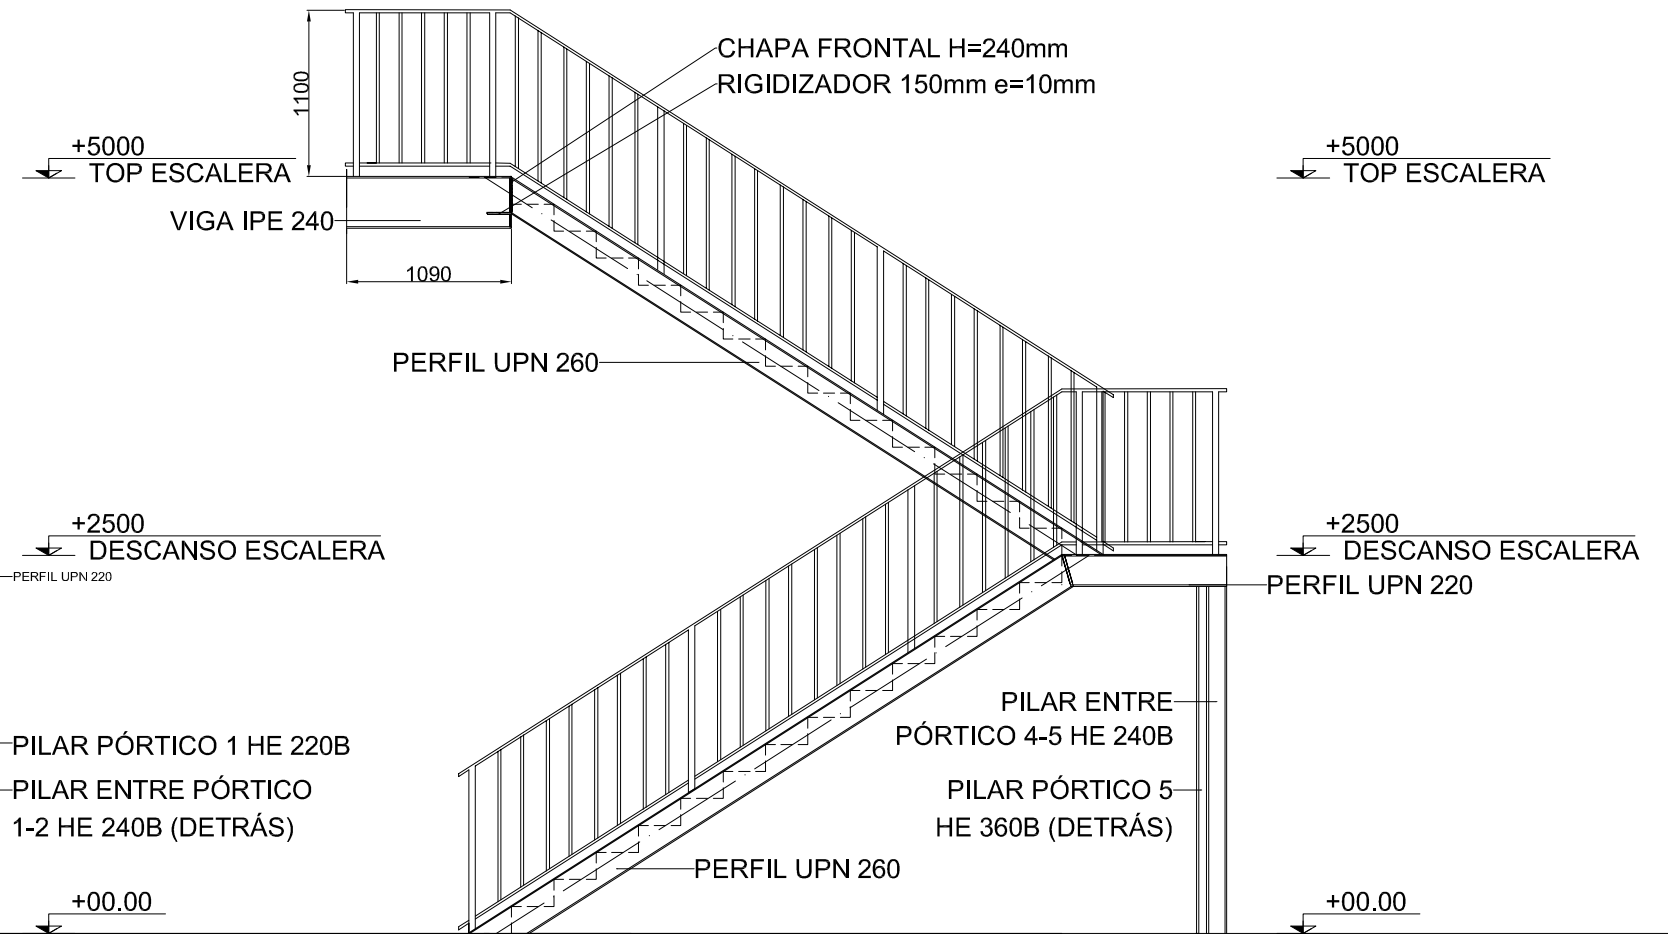 CHAPA FRONTAL H=240mm
RIGIDIZADOR 150mm e=10mm
1100
+5000
TOP ESCALERA
+5000
TOP ESCALERA
VIGA IPE 240
1090
PERFIL UPN 260
+2500
DESCANSO ESCALERA
+2500
DESCANSO ESCALERA
PERFIL UPN 220
PERFIL UPN 220
PILAR ENTRE
PÓRTICO 4-5 HE 240B
PILAR PÓRTICO 1 HE 220B
PILAR ENTRE PÓRTICO
1-2 HE 240B (DETRÁS)
PILAR PÓRTICO 5
HE 360B (DETRÁS)
PERFIL UPN 260
+00.00
+00.00